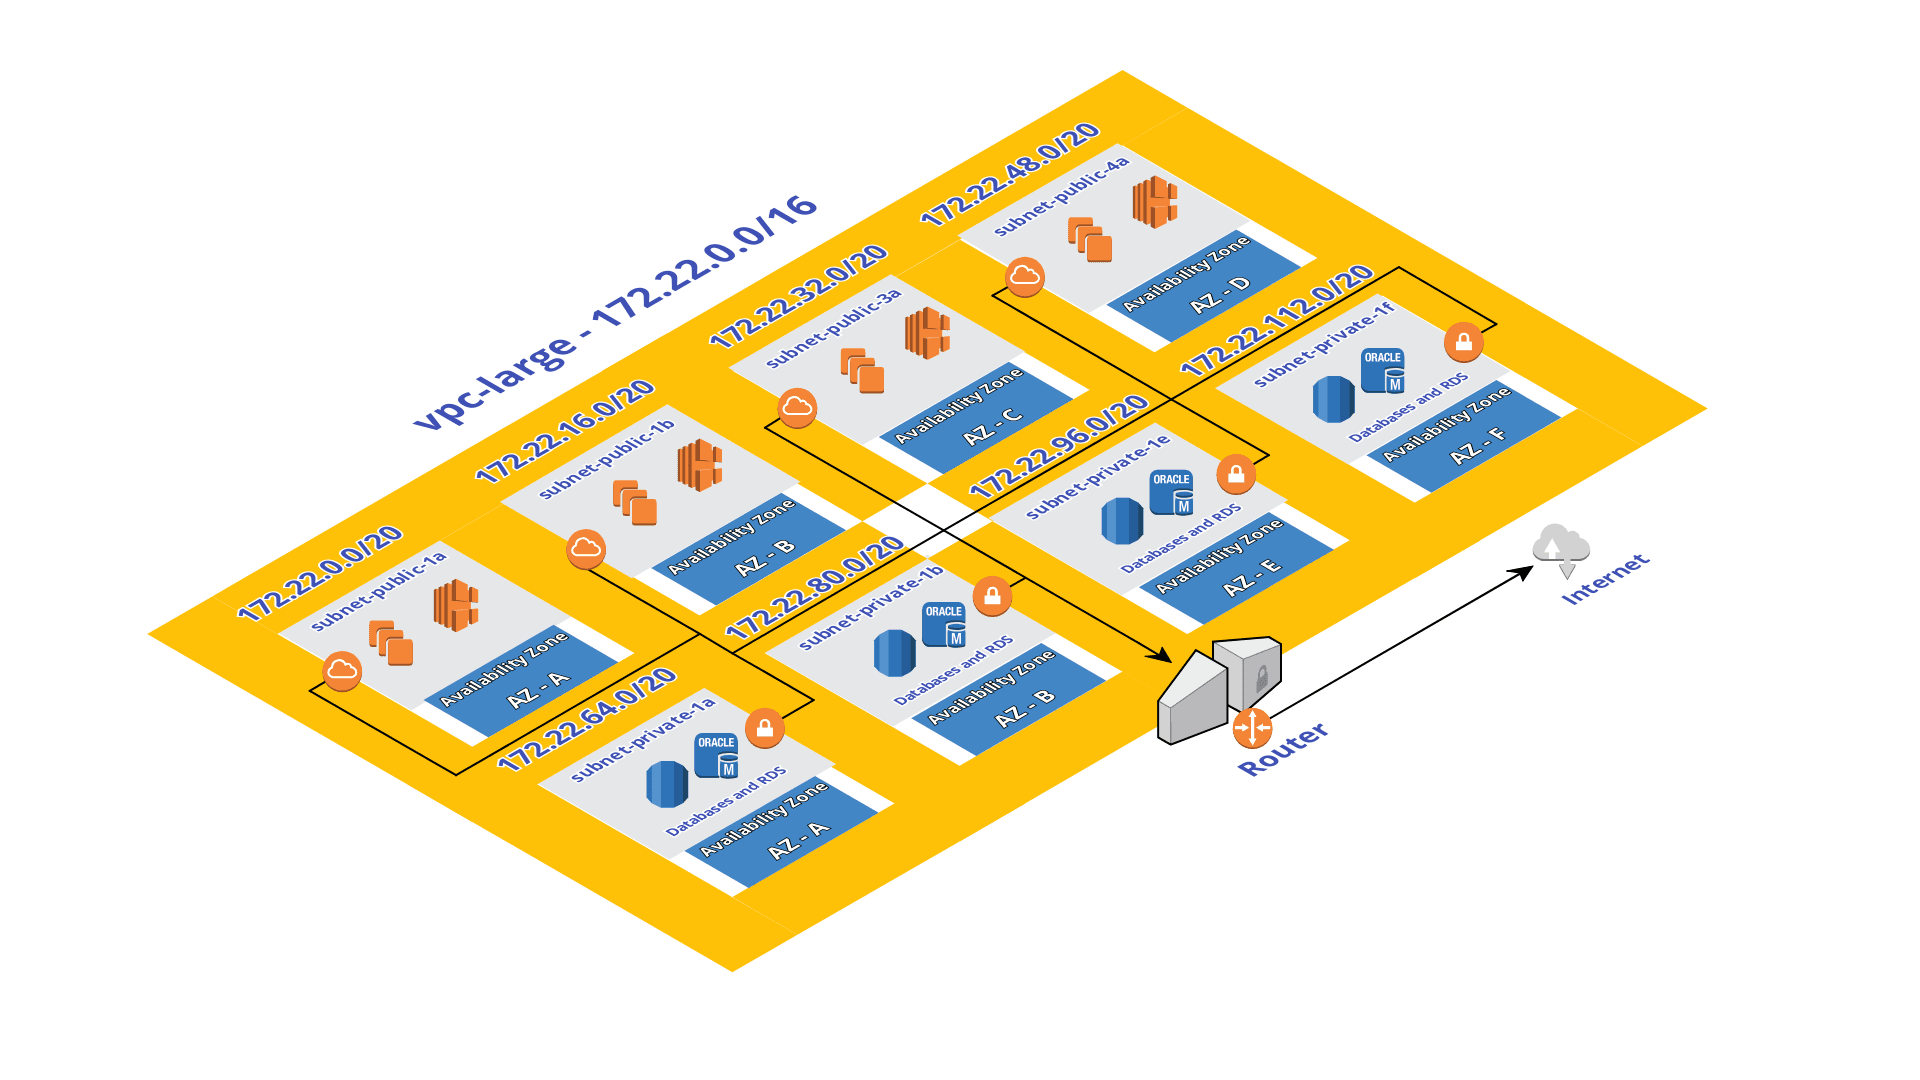 vpc-large - 172.22.0.0/16
172.22.0.0/20
subnet-public-1a
Availability Zone
AZ - A
172.22.16.0/20
subnet-public-1b
Availability Zone
AZ - B
172.22.32.0/20
subnet-public-3a
Availability Zone
AZ - C
172.22.48.0/20
subnet-public-4a
Availability Zone
AZ - D
172.22.64.0/20
subnet-private-1a
ORACLE
M
Databases and RDS
Availability Zone
AZ - A
172.22.80.0/20
subnet-private-1b
ORACLE
M
Databases and RDS
Availability Zone
AZ - B
172.22.96.0/20
subnet-private-1e
ORACLE
M
Databases and RDS
Availability Zone
AZ - E
172.22.112.0/20
subnet-private-1f
ORACLE
M
Databases and RDS
Availability Zone
AZ - F
Router
Internet